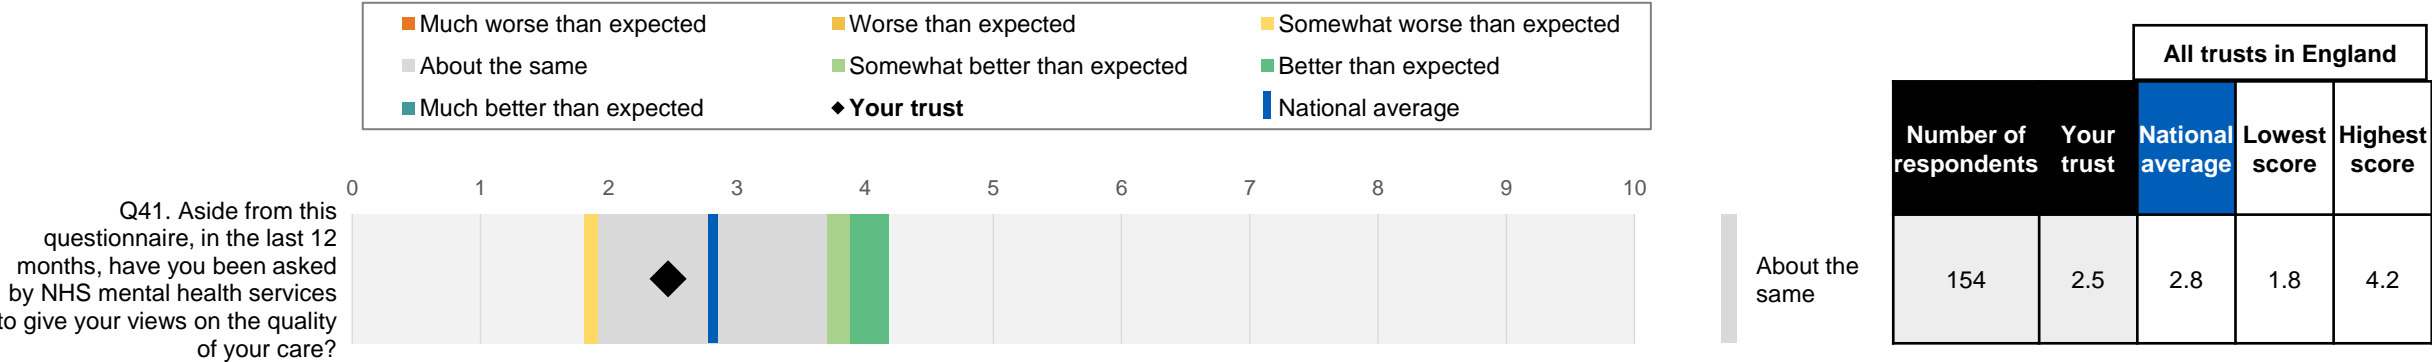 Much worse than expected
Worse than expected
Somewhat worse than expected
About the same
Somewhat better than expected
Better than expected
Much better than expected
Your trust
National average
All trusts in England
Number of
respondents
Your
trust
National
average
Lowest
score
Highest
score
0 1 2 3 4 5 6 7 8 9 10
Q41. Aside from this
questionnaire, in the last 12
months, have you been asked
by NHS mental health services
to give your views on the quality
of your care?
About the
same
154 2.5 2.8 1.8 4.2